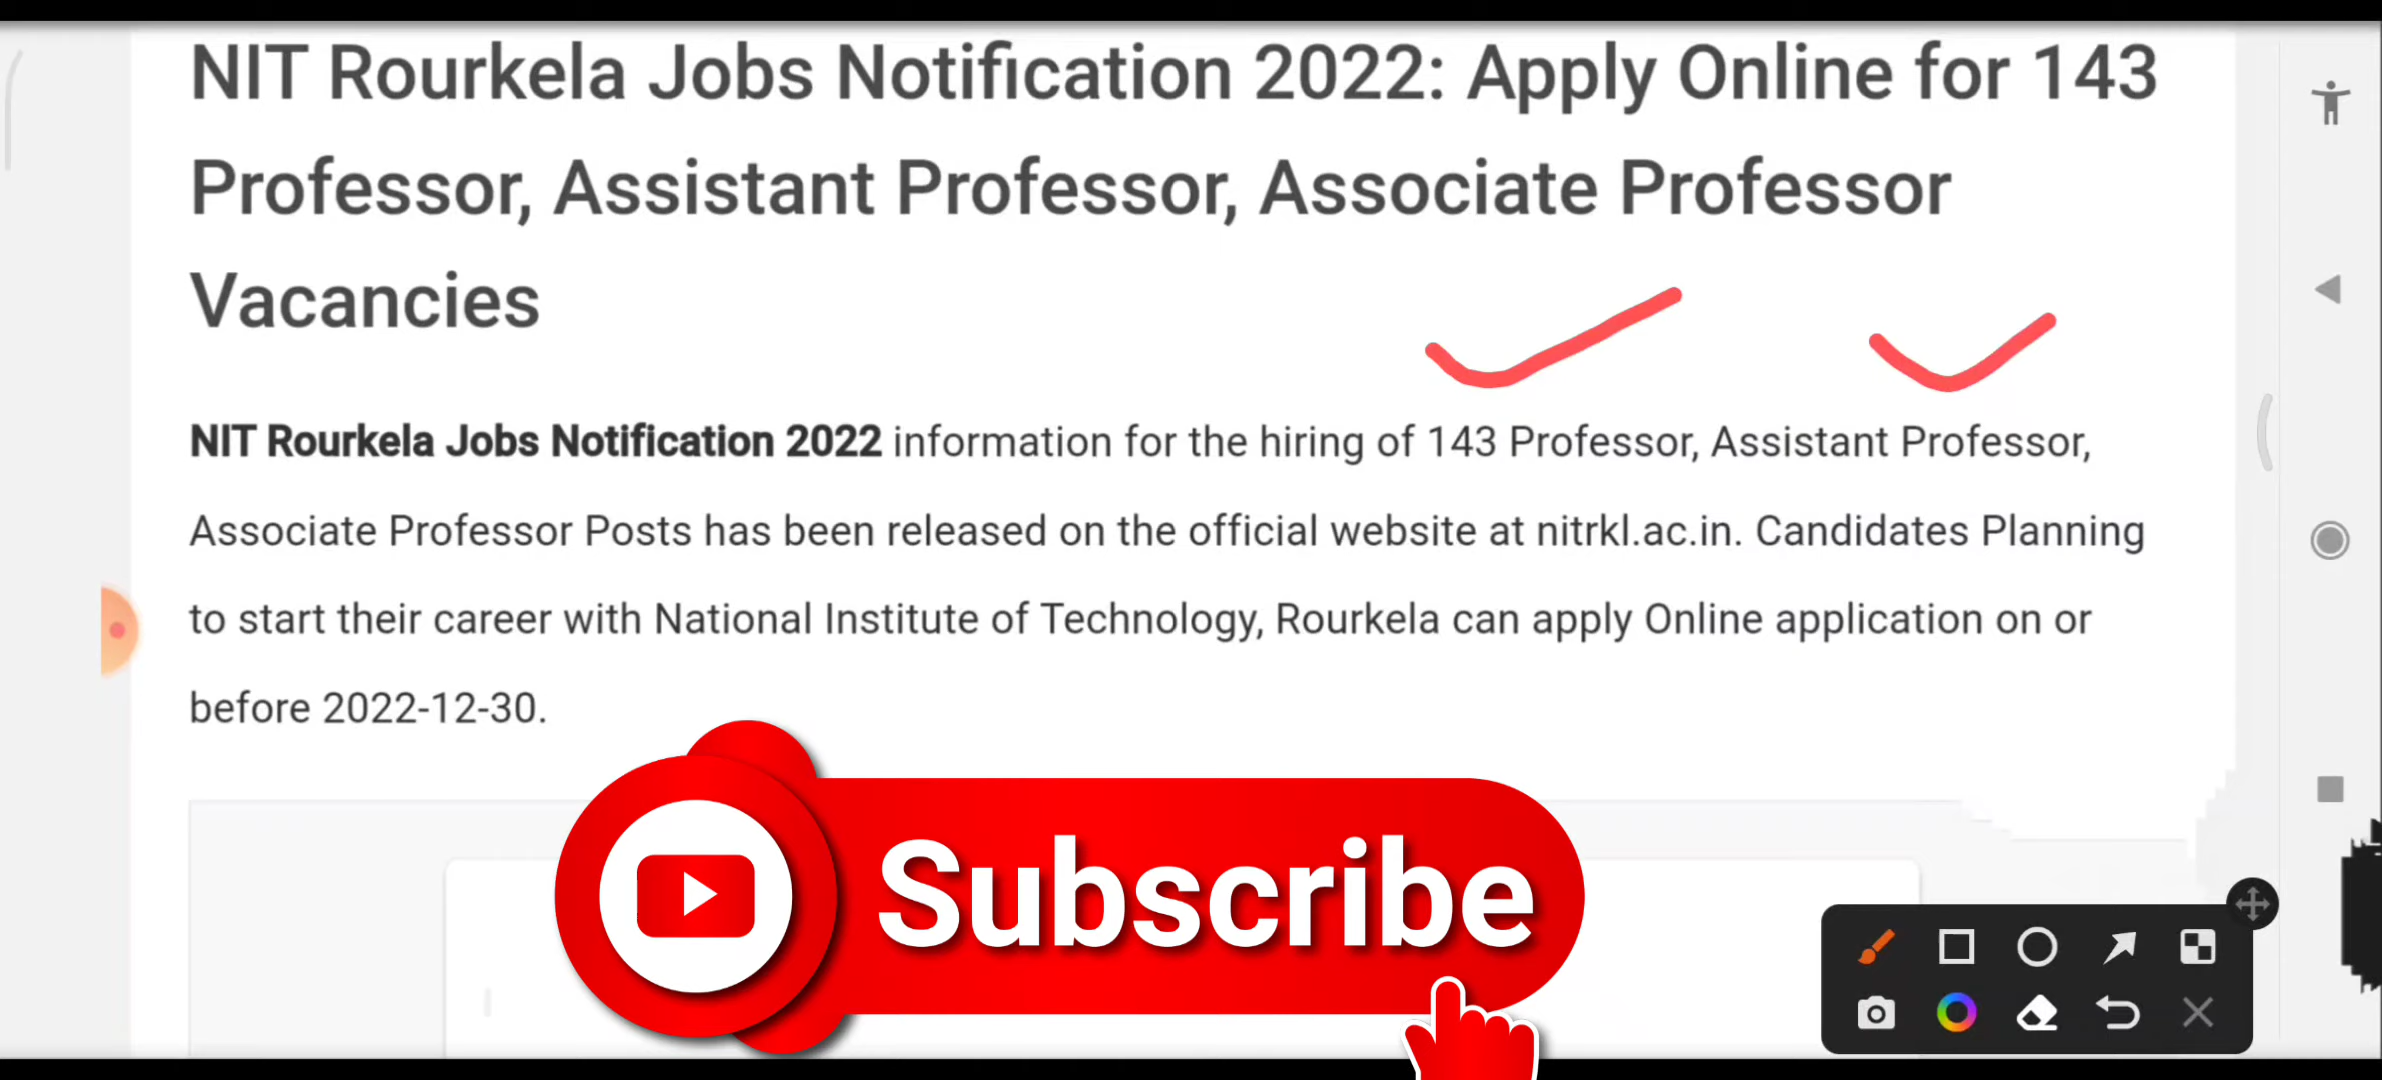 NIT Rourkela Jobs Notification 2022: Apply Online for 143
Professor, Assistant Professor, Associate Professor
Vacancies
NIT Rourkela Jobs Notification 2022 information for the hiring of 143 Professor, Assistant Professor,
Associate Professor Posts has been released on the official website at nitrkl.ac.in. Candidates Planning
to start their career with National Institute of Technology, Rourkela can apply Online application on or
before 2022-12-30.
Subscribe